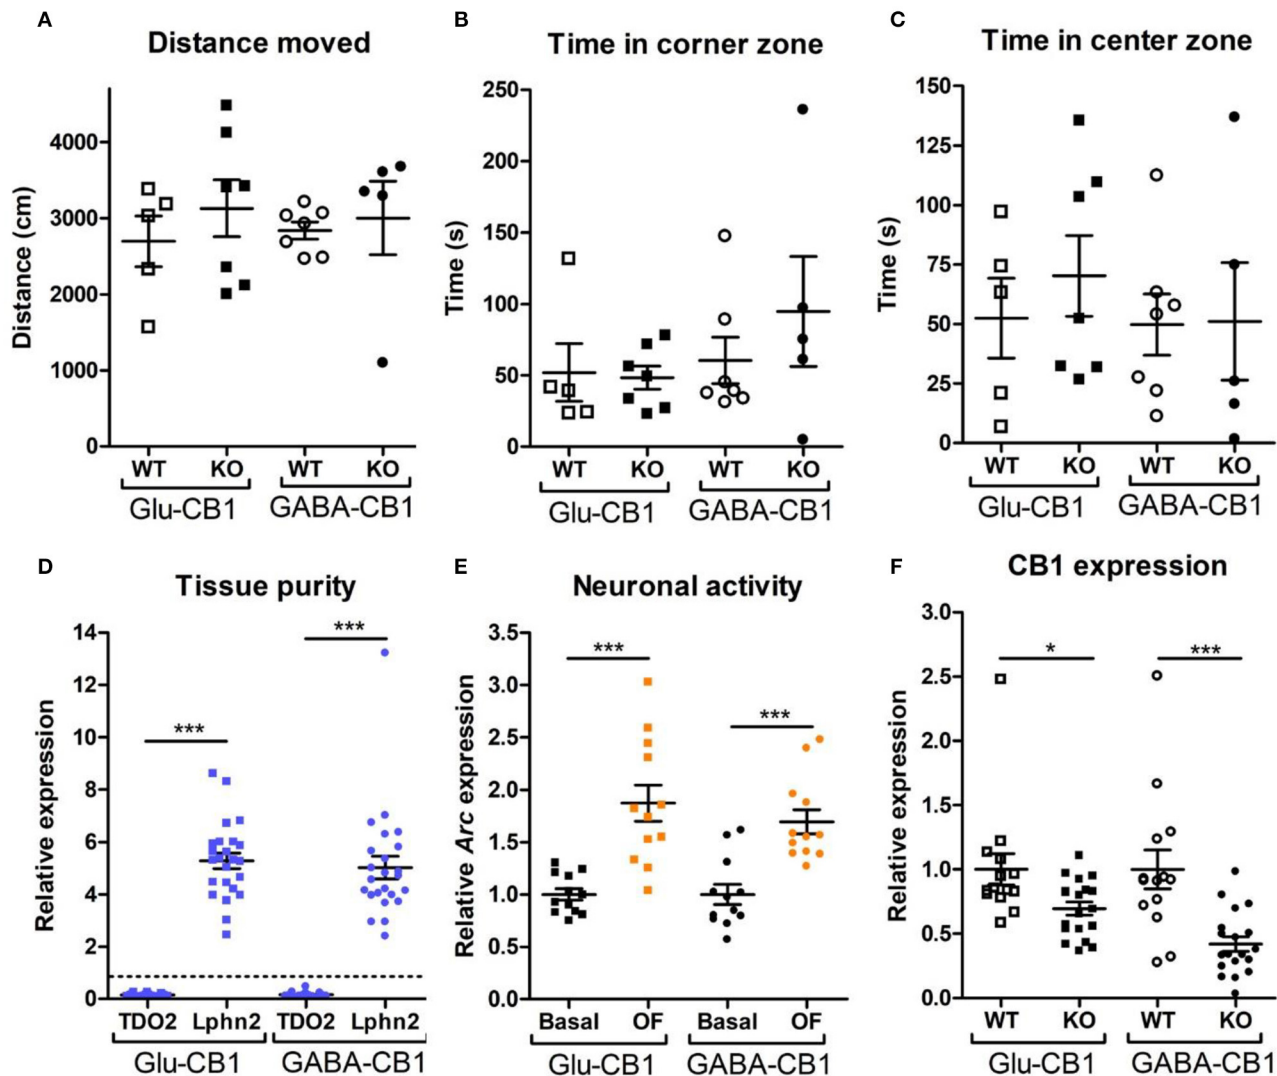 A
Distance moved
Distance (cm)
4000
3000
2000
1000
0
WT KO WT KO
Glu-CB1 GABA-CB1
B
Time in corner zone
Time (s)
250
200
150
100
50
0
WT KO WT KO
Glu-CB1 GABA-CB1
C
Time in center zone
Time (s)
150
125
100
75
50
25
0
WT KO WT KO
Glu-CB1 GABA-CB1
D
Tissue purity
Relative expression
14
12
10
8
6
4
2
0
***
***
TDO2 Lphn2 TDO2 Lphn2
Glu-CB1 GABA-CB1
E
Neuronal activity
Relative Arc expression
3.5
3.0
2.5
2.0
1.5
1.0
0.5
0.0
***
***
Basal OF Basal OF
Glu-CB1 GABA-CB1
F
CB1 expression
Relative expression
3.0
2.5
2.0
1.5
1.0
0.5
0.0
*
***
WT KO WT KO
Glu-CB1 GABA-CB1